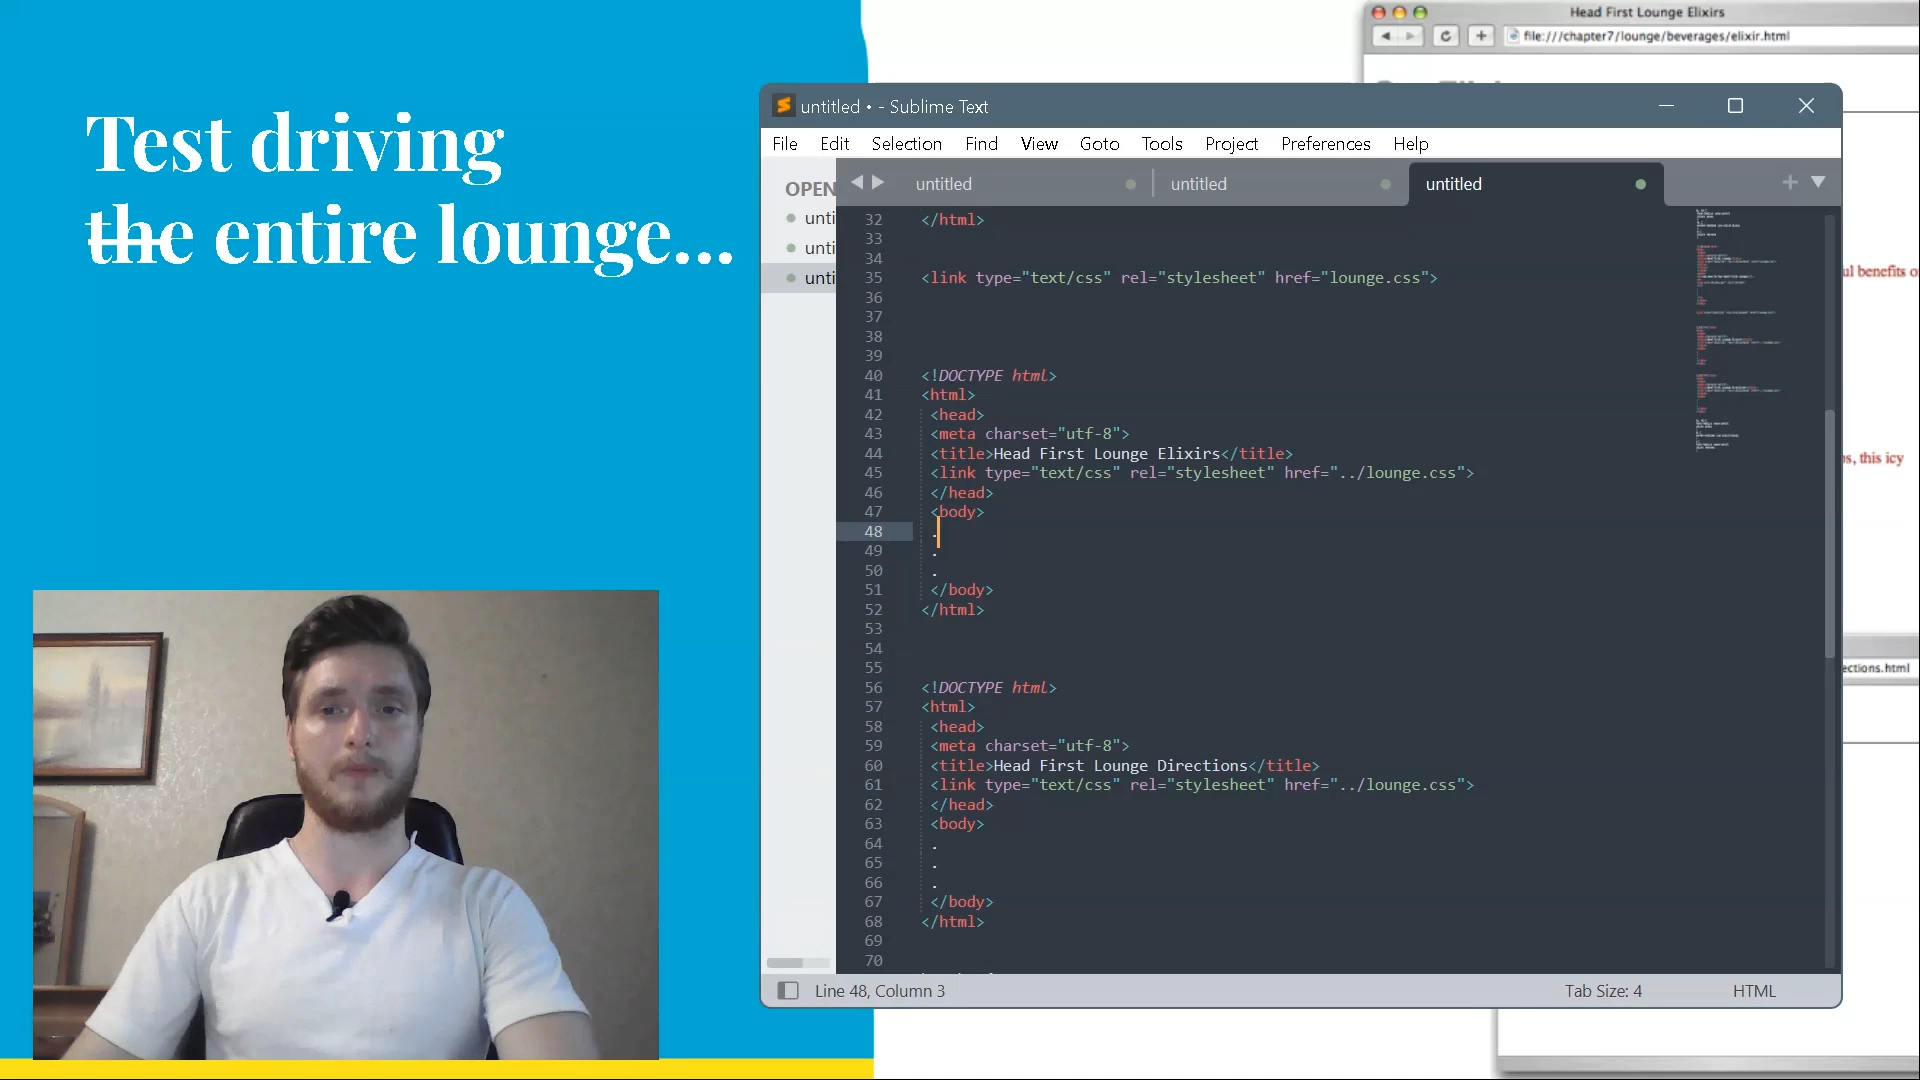 Test driving
the entire lounge...
Head First Lounge Elixirs
file:///chapter7/lounge/beverages/elixir.html
untitled • - Sublime Text
File Edit Selection Find View Goto Tools Project Preferences Help
OPEN
unti
unti
unti
untitled untitled untitled
32 </html>
33
34
35 <link type="text/css" rel="stylesheet" href="lounge.css">
36
37
38
39
40 <!DOCTYPE html>
41 <html>
42 <head>
43 <meta charset="utf-8">
44 <title>Head First Lounge Elixirs</title>
45 <link type="text/css" rel="stylesheet" href="../lounge.css">
46 </head>
47 <body>
48 .
49 .
50 .
51 </body>
52 </html>
53
54
55
56 <!DOCTYPE html>
57 <html>
58 <head>
59 <meta charset="utf-8">
60 <title>Head First Lounge Directions</title>
61 <link type="text/css" rel="stylesheet" href="../lounge.css">
62 </head>
63 <body>
64 .
65 .
66 .
67 </body>
68 </html>
69
70
Line 48, Column 3 Tab Size: 4 HTML
ul benefits o
s, this icy
ections.html